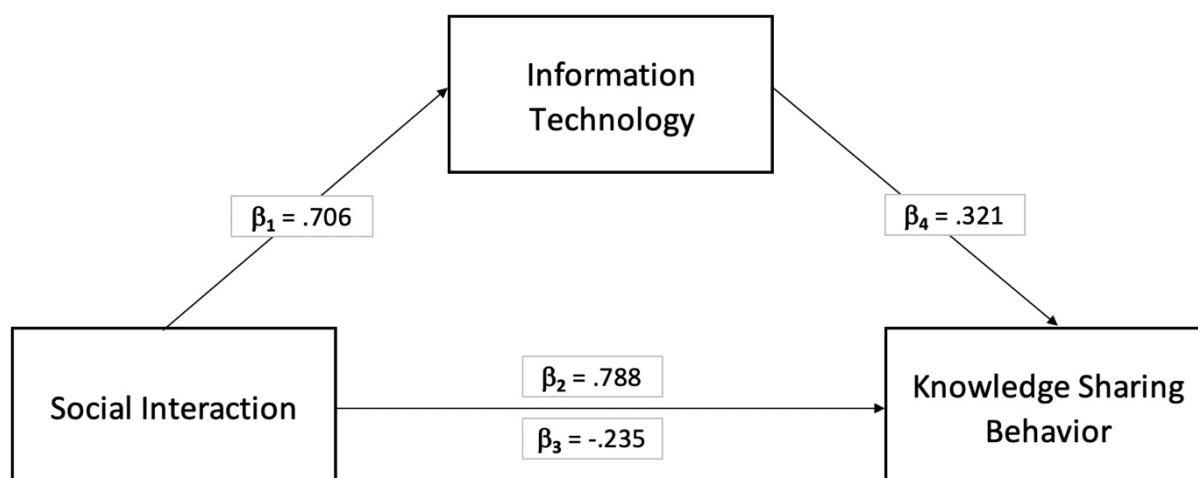 Information
Technology
β₁ = .706
β₄ = .321
Social Interaction
β₂ = .788
β₃ = -.235
Knowledge Sharing
Behavior